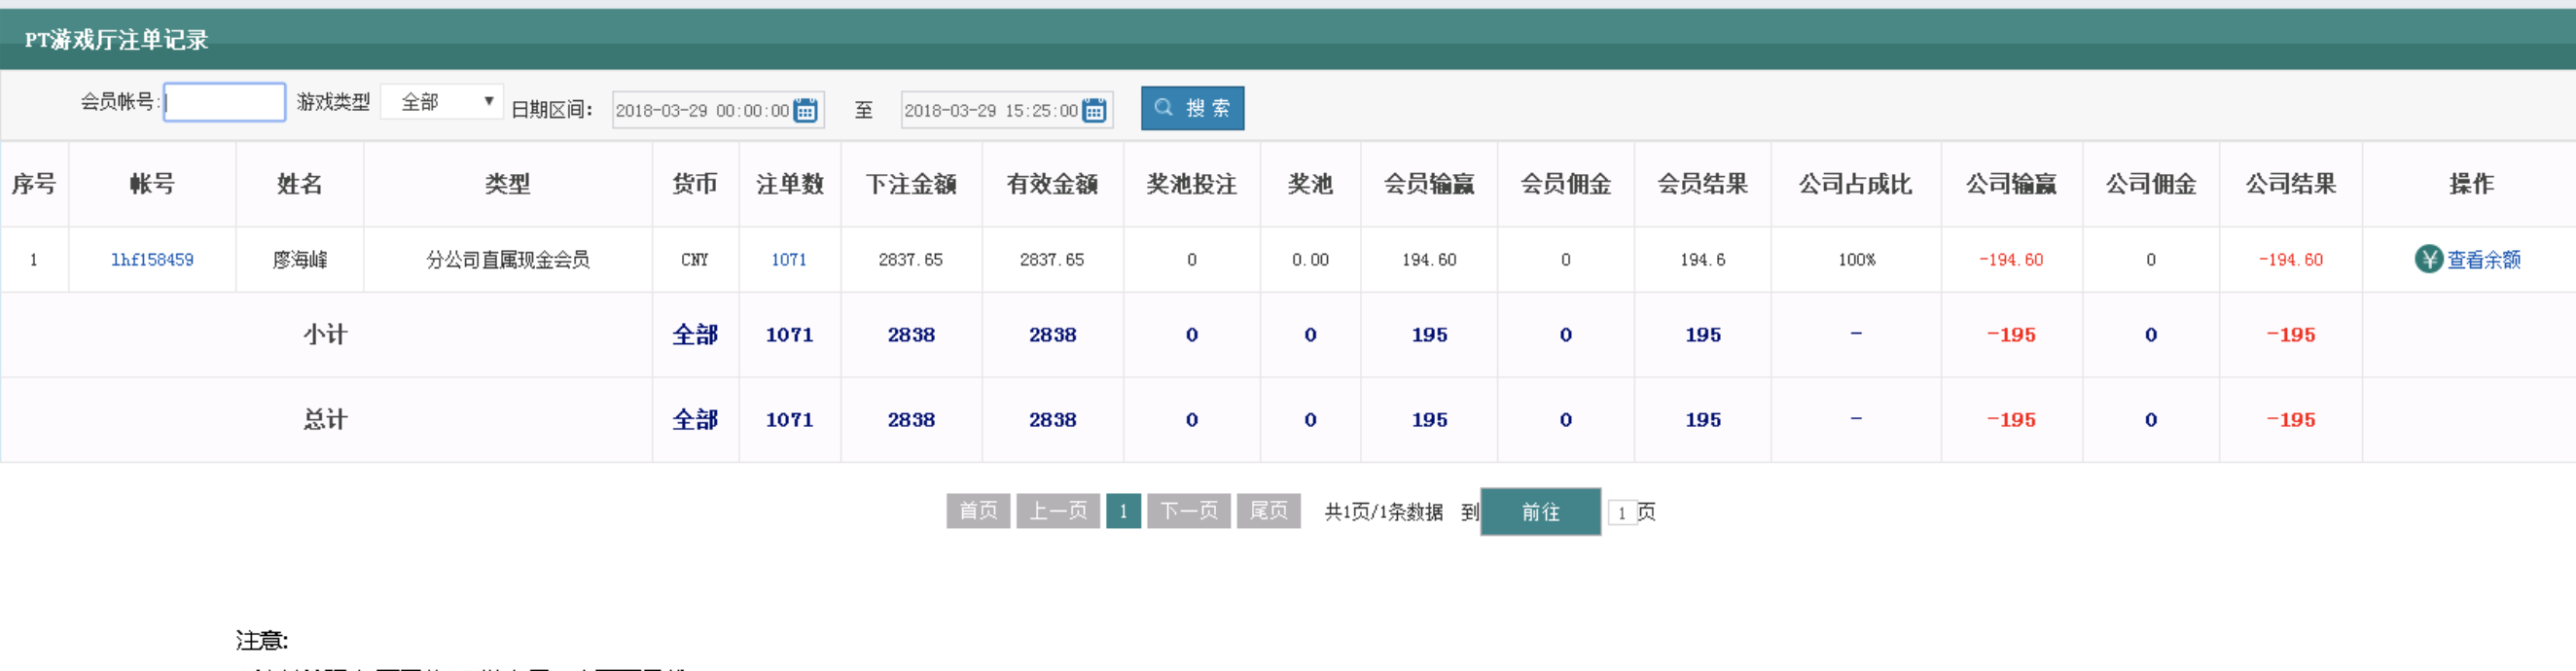 PT游戏厅注单记录
会员帐号: 游戏类型 全部 ▼ 日期区间： 2018-03-29 00:00:00 至 2018-03-29 15:25:00 搜 索
序号 帐号 姓名 类型 货币 注单数 下注金额 有效金额 奖池投注 奖池 会员输赢 会员佣金 会员结果 公司占成比 公司输赢 公司佣金 公司结果 操作
1 lhf158459 廖海峰 分公司直属现金会员 CNY 1071 2837.65 2837.65 0 0.00 194.60 0 194.6 100% -194.60 0 -194.60 ¥ 查看余额
小计 全部 1071 2838 2838 0 0 195 0 195 - -195 0 -195
总计 全部 1071 2838 2838 0 0 195 0 195 - -195 0 -195
首页 上一页 1 下一页 尾页 共1页/1条数据 到 前往 1 页
注意: